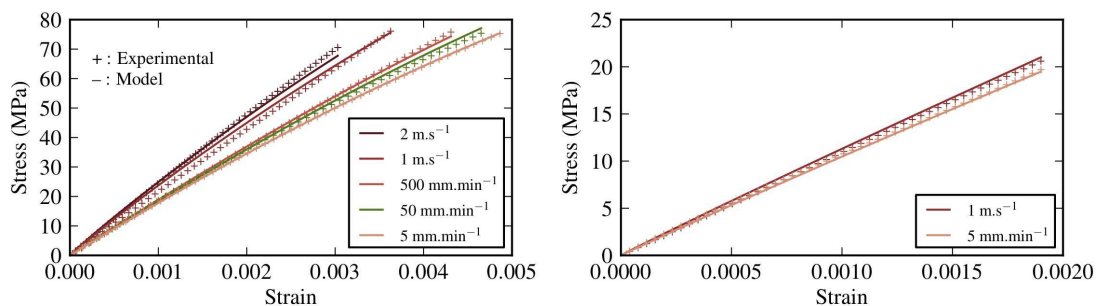 80
70
60
50
40
30
20
10
0
Stress (MPa)
+ : Experimental
– : Model
2 m.s⁻¹
1 m.s⁻¹
500 mm.min⁻¹
50 mm.min⁻¹
5 mm.min⁻¹
0.000 0.001 0.002 0.003 0.004 0.005
Strain
25
20
15
10
5
0
Stress (MPa)
1 m.s⁻¹
5 mm.min⁻¹
0.0000 0.0005 0.0010 0.0015 0.0020
Strain